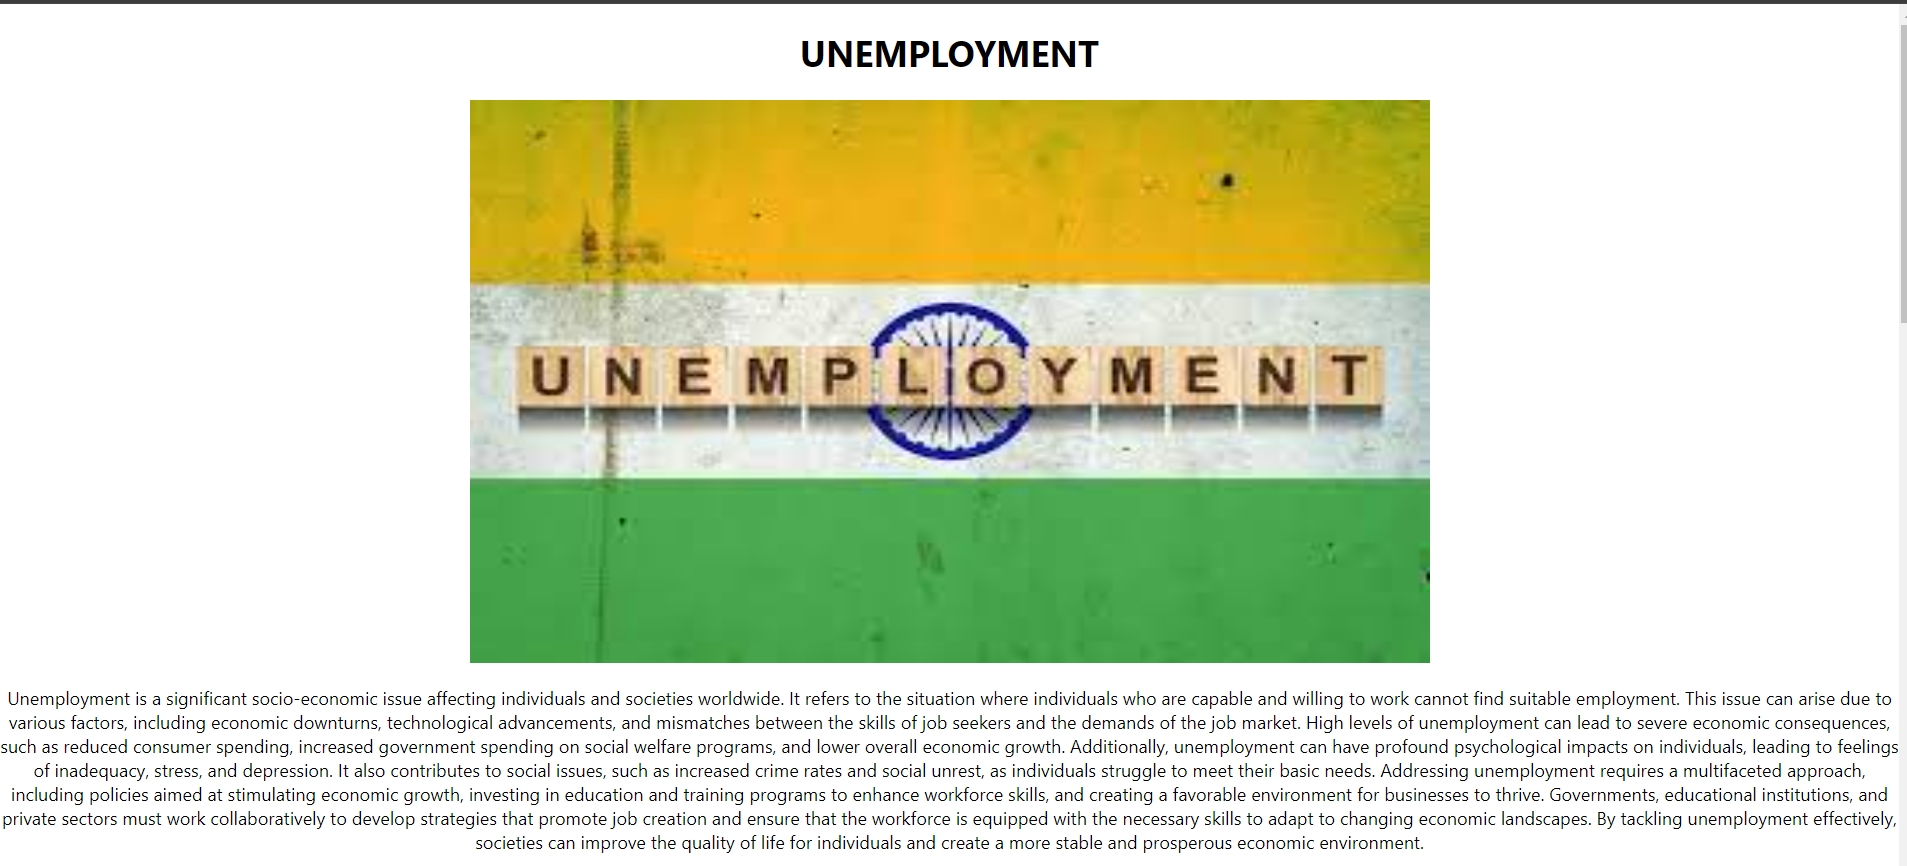 UNEMPLOYMENT
UNEMPLOYMENT
Unemployment is a significant socio-economic issue affecting individuals and societies worldwide. It refers to the situation where individuals who are capable and willing to work cannot find suitable employment. This issue can arise due to
various factors, including economic downturns, technological advancements, and mismatches between the skills of job seekers and the demands of the job market. High levels of unemployment can lead to severe economic consequences,
such as reduced consumer spending, increased government spending on social welfare programs, and lower overall economic growth. Additionally, unemployment can have profound psychological impacts on individuals, leading to feelings
of inadequacy, stress, and depression. It also contributes to social issues, such as increased crime rates and social unrest, as individuals struggle to meet their basic needs. Addressing unemployment requires a multifaceted approach,
including policies aimed at stimulating economic growth, investing in education and training programs to enhance workforce skills, and creating a favorable environment for businesses to thrive. Governments, educational institutions, and
private sectors must work collaboratively to develop strategies that promote job creation and ensure that the workforce is equipped with the necessary skills to adapt to changing economic landscapes. By tackling unemployment effectively,
societies can improve the quality of life for individuals and create a more stable and prosperous economic environment.